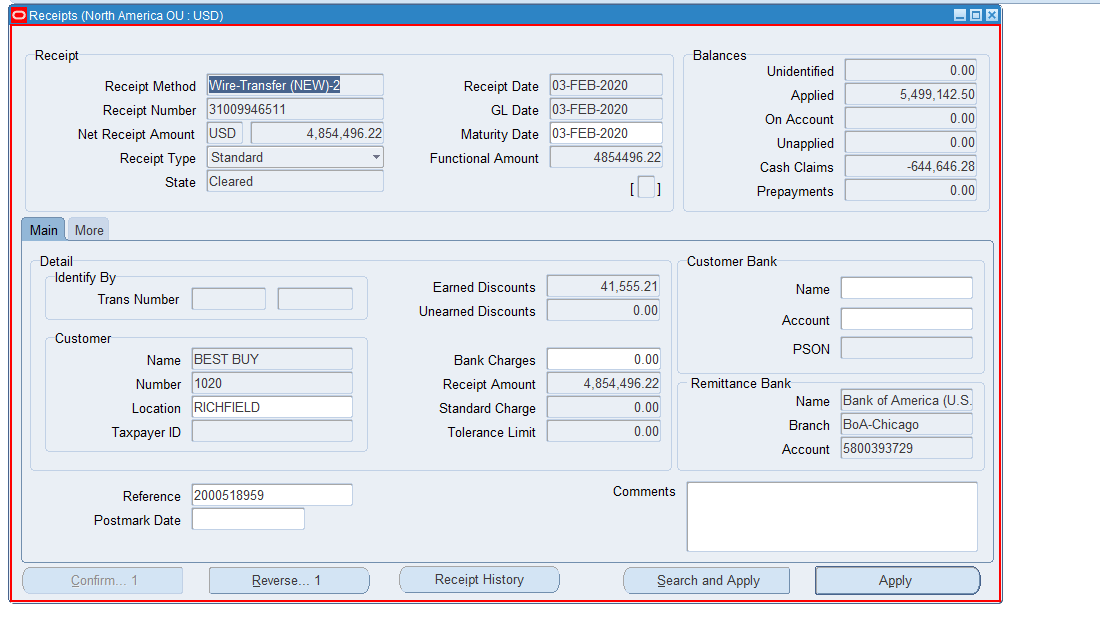 Receipts (North America OU : USD)
Receipt
Receipt Method Wire-Transfer (NEW)-2
Receipt Number 31009946511
Net Receipt Amount USD 4,854,496.22
Receipt Type Standard
State Cleared
Receipt Date 03-FEB-2020
GL Date 03-FEB-2020
Maturity Date 03-FEB-2020
Functional Amount 4854496.22
[ ]
Balances
Unidentified 0.00
Applied 5,499,142.50
On Account 0.00
Unapplied 0.00
Cash Claims -644,646.28
Prepayments 0.00
Main More
Detail
Identify By
Trans Number
Customer
Name BEST BUY
Number 1020
Location RICHFIELD
Taxpayer ID
Earned Discounts 41,555.21
Unearned Discounts 0.00
Bank Charges 0.00
Receipt Amount 4,854,496.22
Standard Charge 0.00
Tolerance Limit 0.00
Customer Bank
Name
Account
PSON
Remittance Bank
Name Bank of America (U.S.
Branch BoA-Chicago
Account 5800393729
Reference 2000518959
Postmark Date
Comments
Confirm... 1 Reverse... 1 Receipt History Search and Apply Apply